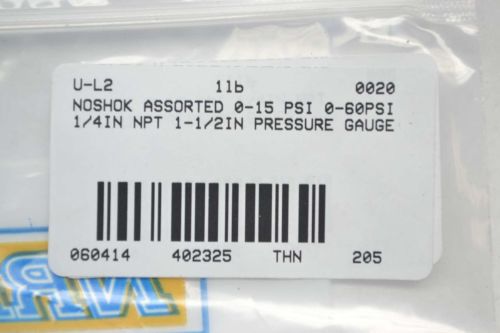 U-L2 1lb 0020
NOSHOK ASSORTED 0-15 PSI 0-60PSI
1/4IN NPT 1-1/2IN PRESSURE GAUGE
060414 402325 THN 205